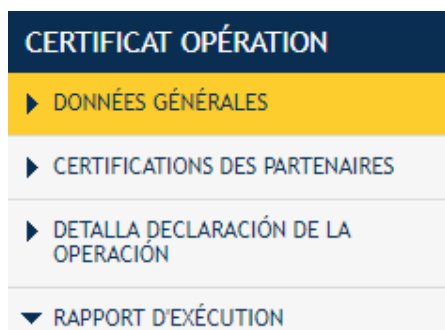 CERTIFICAT OPÉRATION
DONNÉES GÉNÉRALES
CERTIFICATIONS DES PARTENAIRES
DETALLA DECLARACIÓN DE LA
OPERACIÓN
RAPPORT D'EXÉCUTION